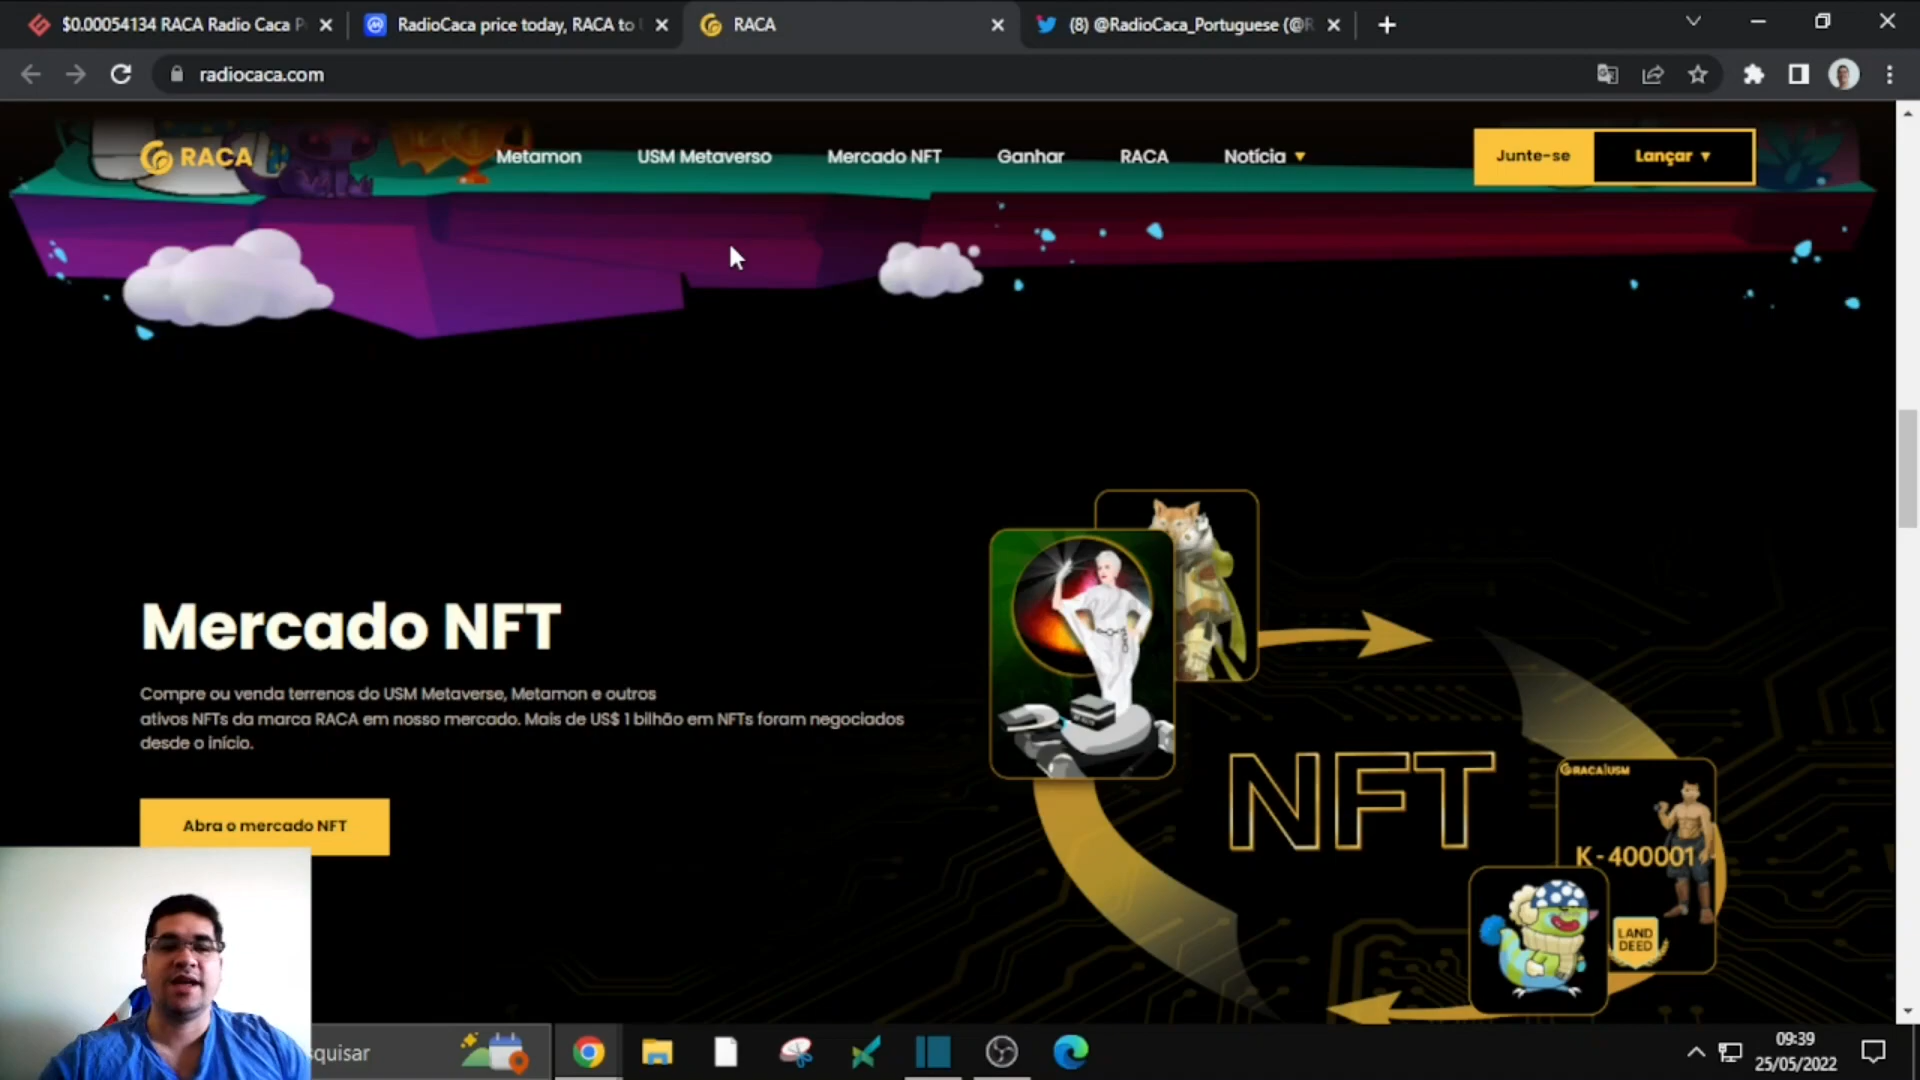 $0.00054134 RACA Radio Caca P
RadioCaca price today, RACA to
RACA
(8) @RadioCaca_Portuguese (@R
radiocaca.com
RACA
Metamon
USM Metaverso
Mercado NFT
Ganhar
RACA
Notícia
Junte-se
Lançar
Mercado NFT
Compre ou venda terrenos do USM Metaverse, Metamon e outros
ativos NFTs da marca RACA em nosso mercado. Mais de US$ 1 bilhão em NFTs foram negociados
desde o início.
Abra o mercado NFT
NFT
RACA|USM
K-400001
LAND
DEED
squisar
09:39
25/05/2022